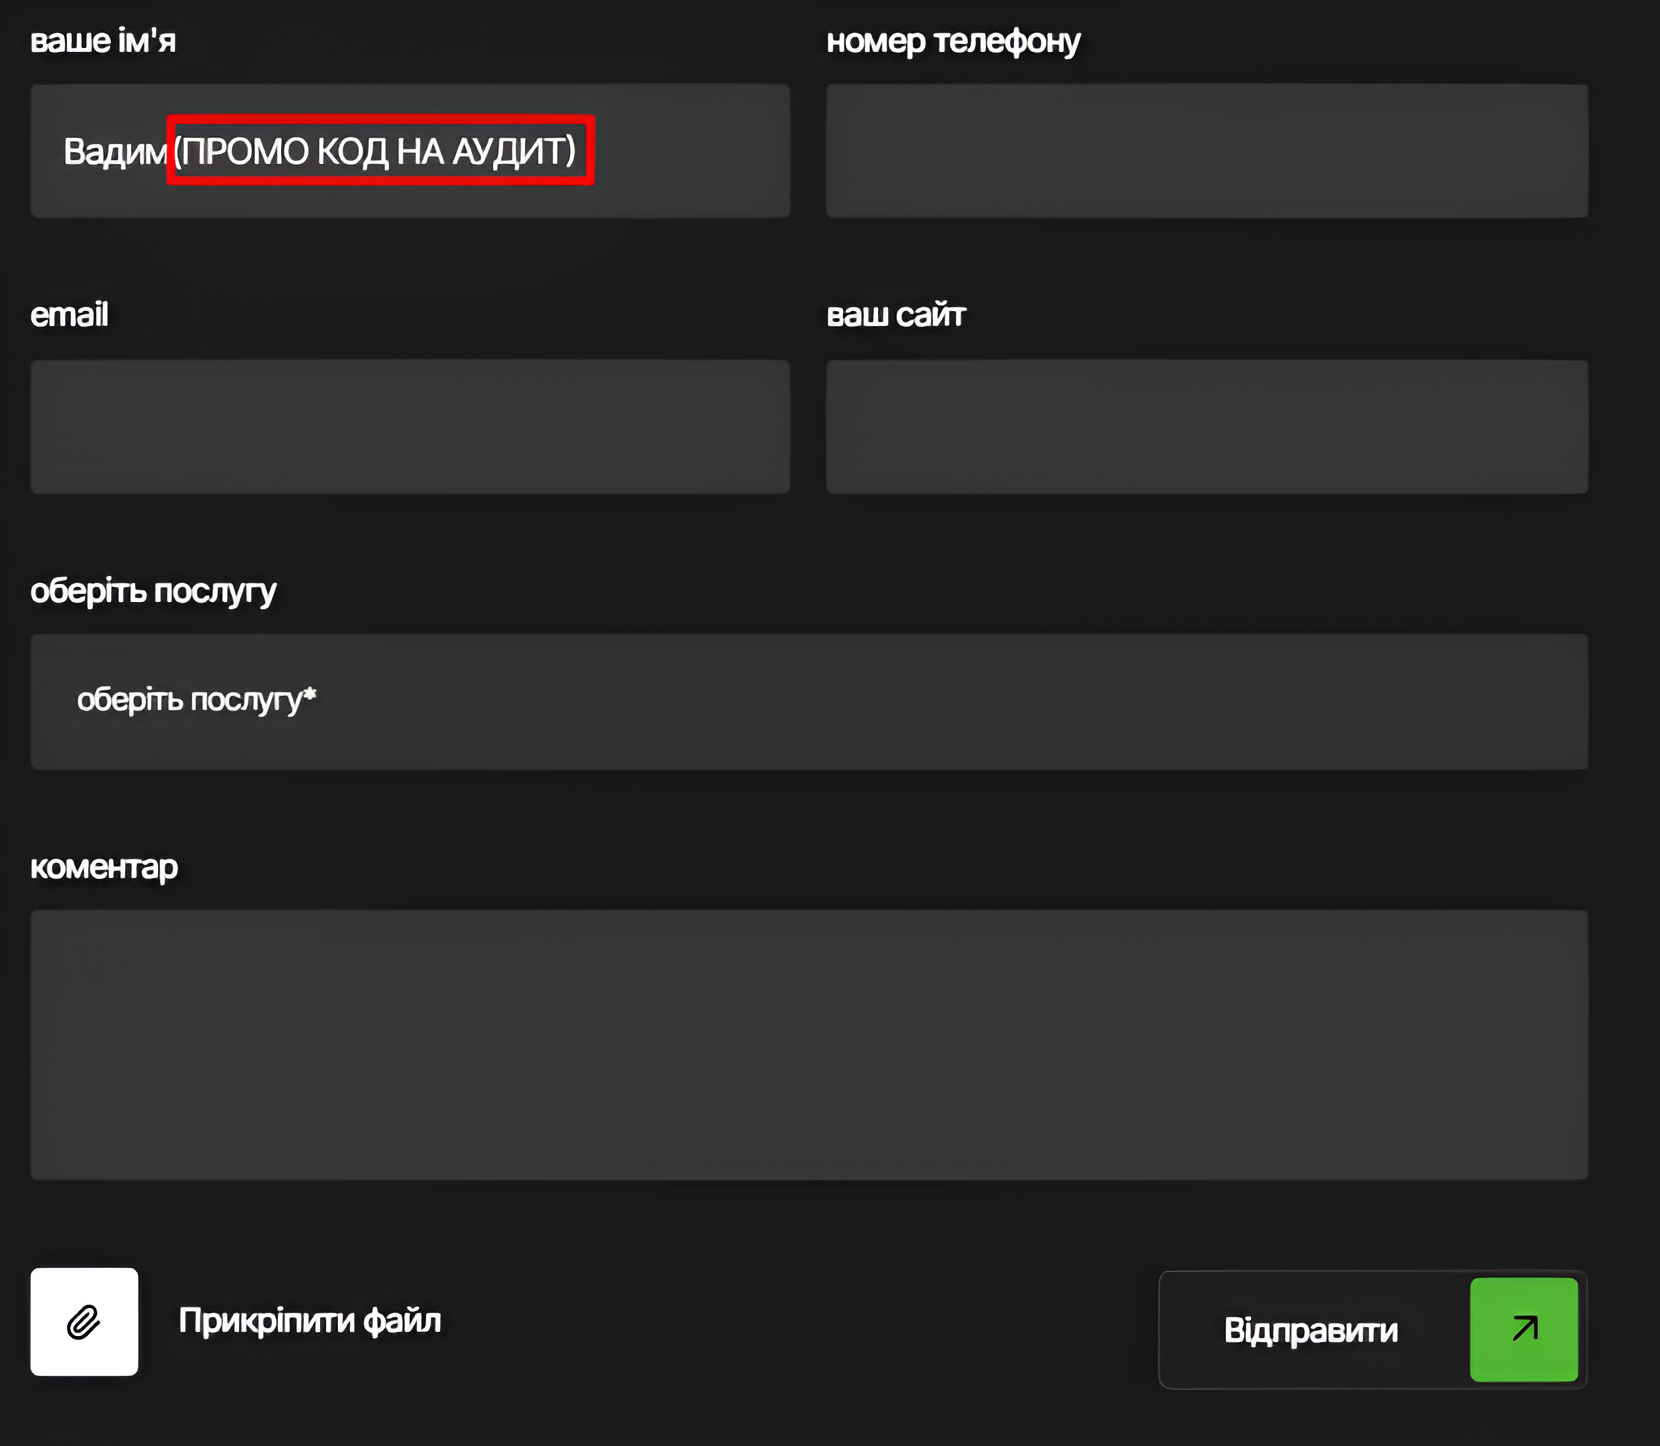 ваше ім'я
номер телефону
Вадим(ПРОМО КОД НА АУДИТ)
email
ваш сайт
оберіть послугу
оберіть послугу*
коментар
Прикріпити файл
Відправити